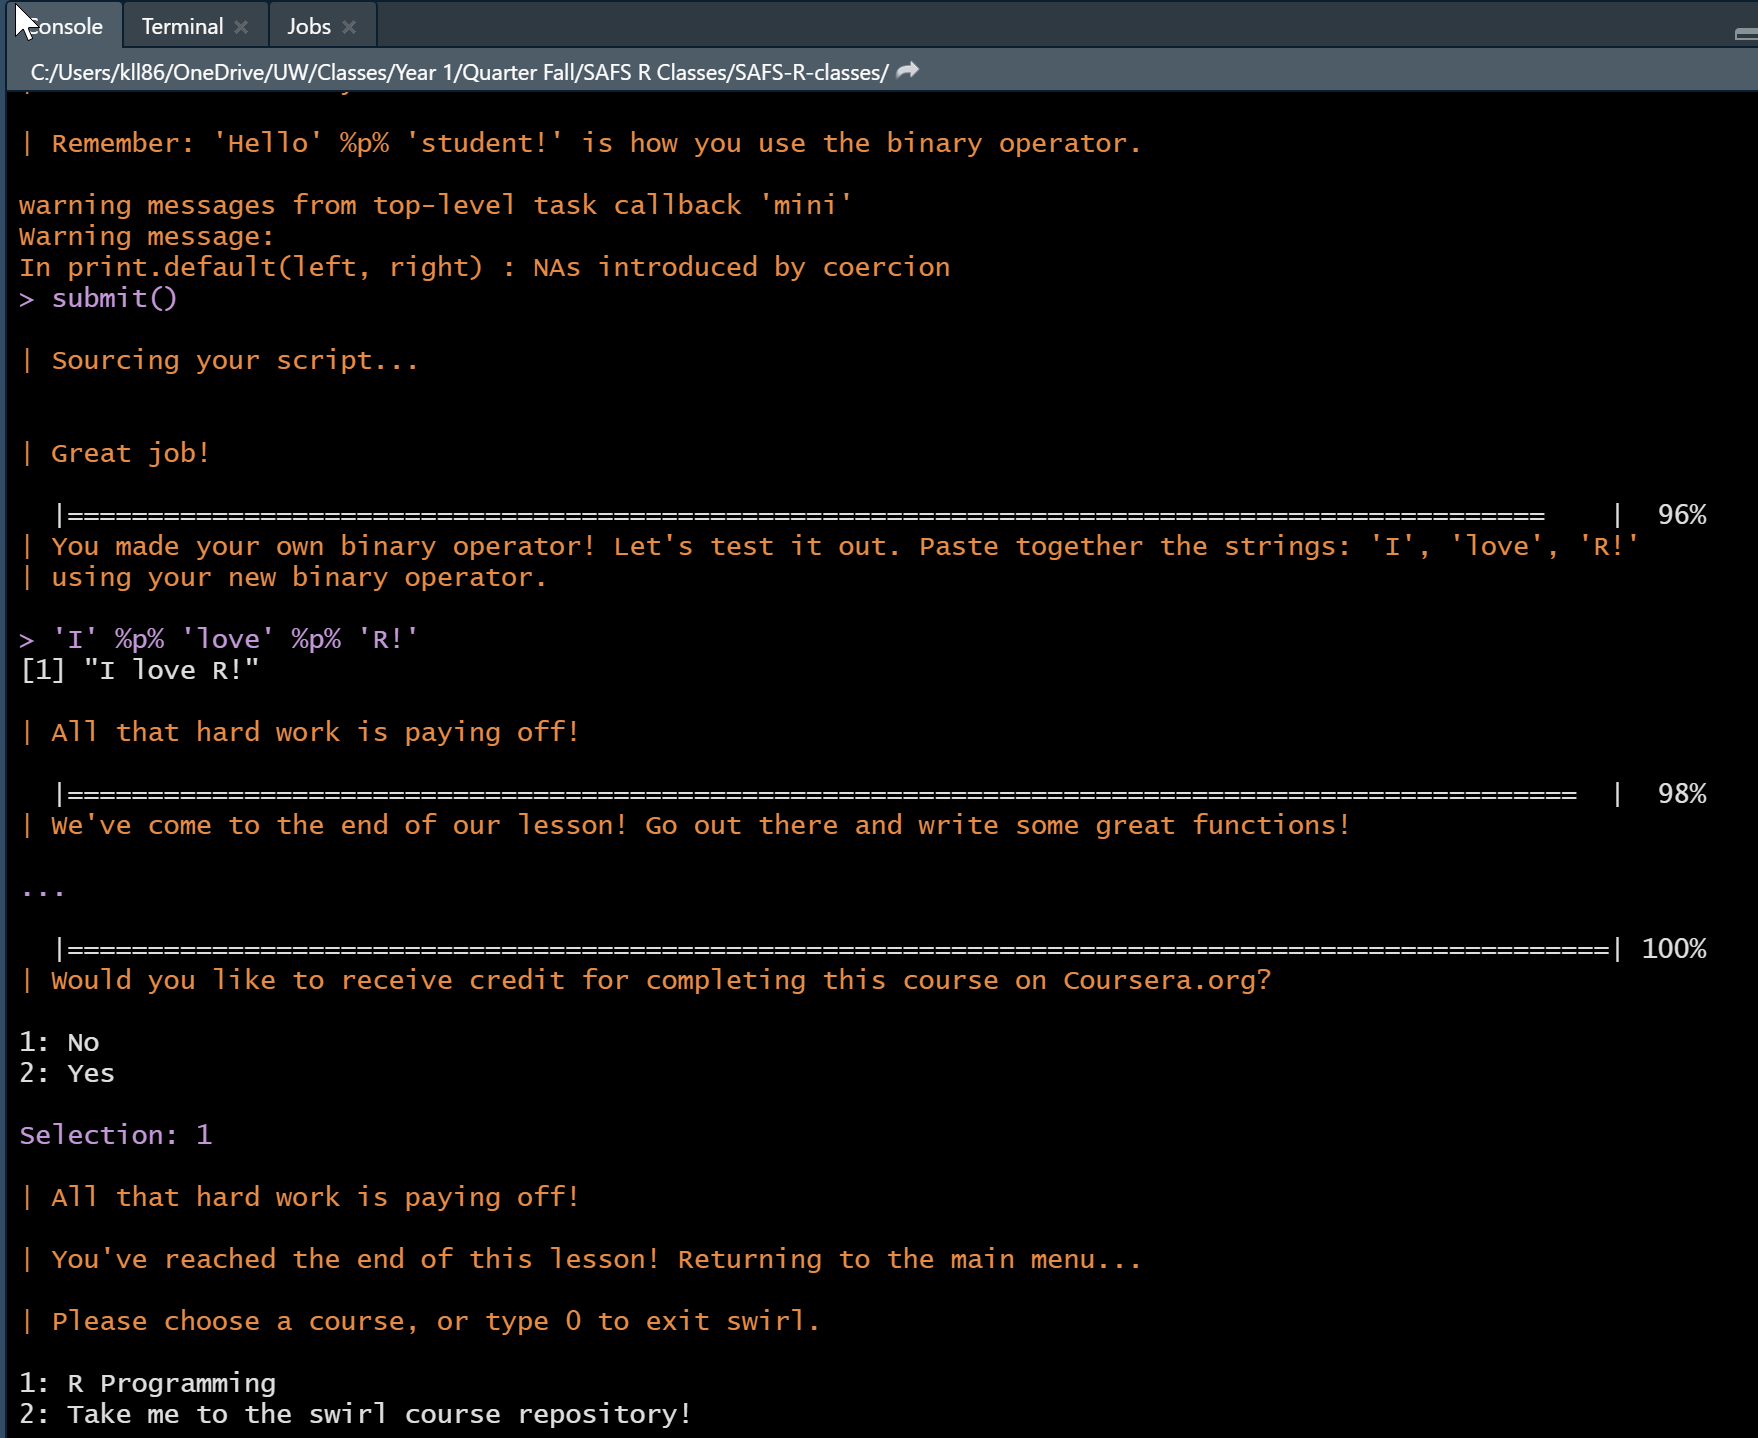 Console
Terminal
Jobs
C:/Users/kll86/OneDrive/UW/Classes/Year 1/Quarter Fall/SAFS R Classes/SAFS-R-classes/
| Remember: 'Hello' %p% 'student!' is how you use the binary operator.
warning messages from top-level task callback 'mini'
Warning message:
In print.default(left, right) : NAs introduced by coercion
> submit()
| Sourcing your script...
| Great job!
|============================================================================================    |  96%
| You made your own binary operator! Let's test it out. Paste together the strings: 'I', 'love', 'R!'
| using your new binary operator.
> 'I' %p% 'love' %p% 'R!'
[1] "I love R!"
| All that hard work is paying off!
|==============================================================================================  |  98%
| We've come to the end of our lesson! Go out there and write some great functions!
...
|================================================================================================| 100%
| Would you like to receive credit for completing this course on Coursera.org?
1: No
2: Yes
Selection: 1
| All that hard work is paying off!
| You've reached the end of this lesson! Returning to the main menu...
| Please choose a course, or type 0 to exit swirl.
1: R Programming
2: Take me to the swirl course repository!